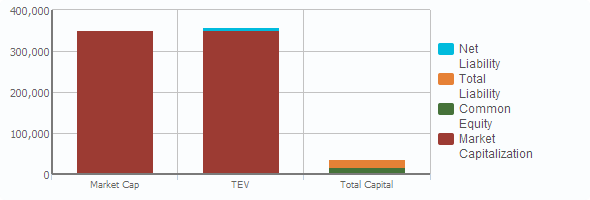 400,000
300,000
200,000
100,000
0
Market Cap
TEV
Total Capital
Net
Liability
Total
Liability
Common
Equity
Market
Capitalization